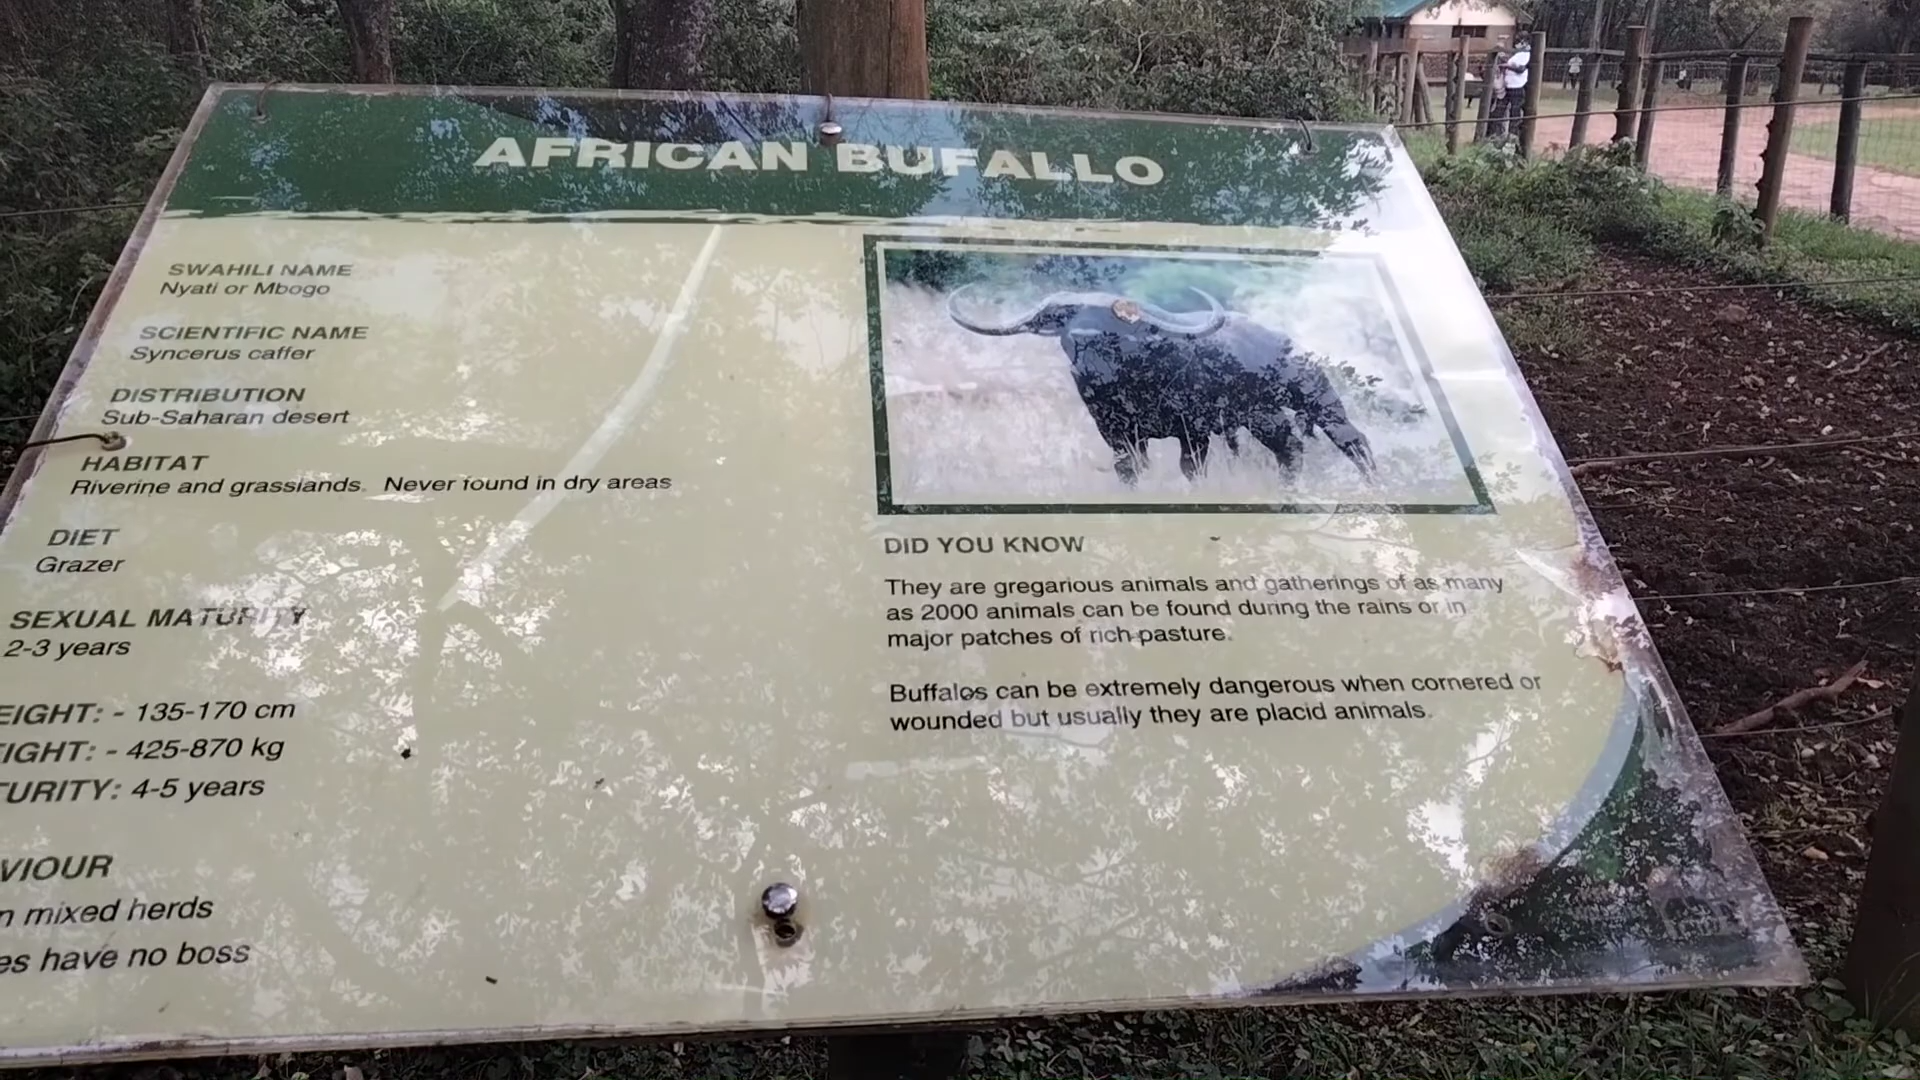 AFRICAN BUFALLO
SWAHILI NAME
Nyati or Mbogo
SCIENTIFIC NAME
Syncerus caffer
DISTRIBUTION
Sub-Saharan desert
HABITAT
Riverine and grasslands. Never found in dry areas
DIET
Grazer
SEXUAL MATURITY
2-3 years
EIGHT: - 135-170 cm
IGHT: - 425-870 kg
TURITY: 4-5 years
VIOUR
n mixed herds
es have no boss
DID YOU KNOW
They are gregarious animals and gatherings of as many
as 2000 animals can be found during the rains or in
major patches of rich pasture.
Buffalos can be extremely dangerous when cornered or
wounded but usually they are placid animals.